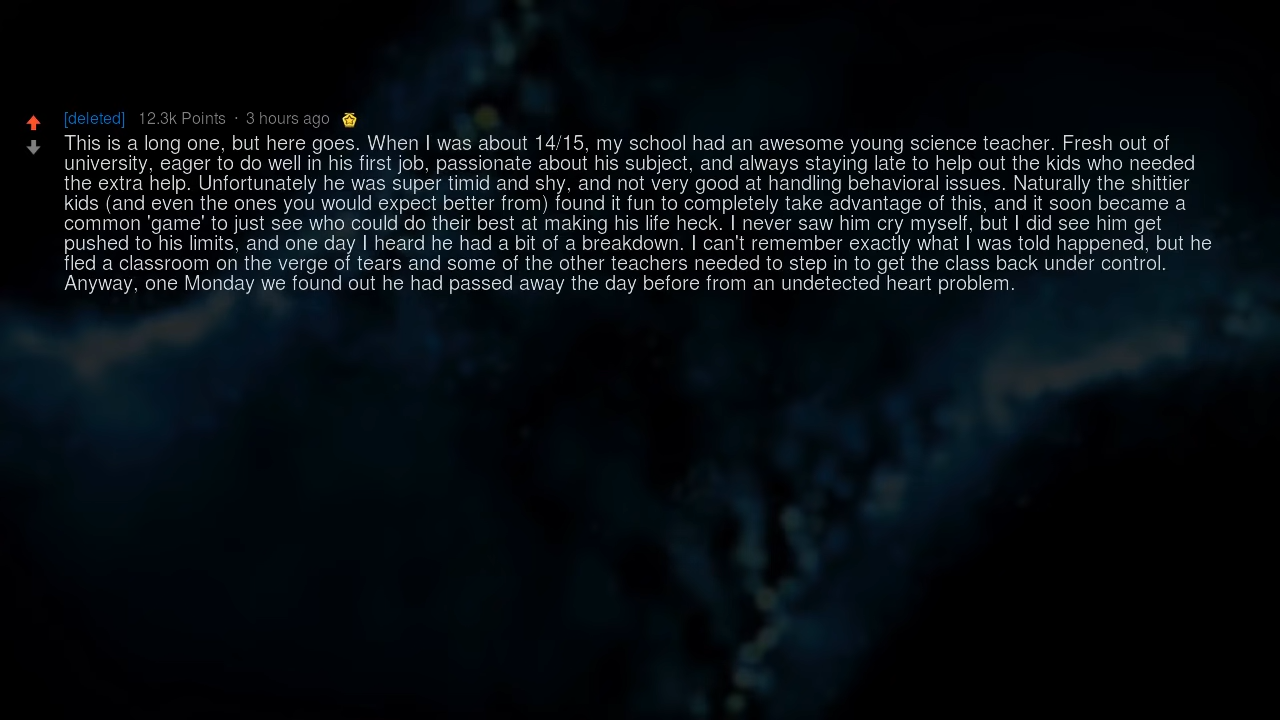 [deleted] 12.3k Points · 3 hours ago
This is a long one, but here goes. When I was about 14/15, my school had an awesome young science teacher. Fresh out of
university, eager to do well in his first job, passionate about his subject, and always staying late to help out the kids who needed
the extra help. Unfortunately he was super timid and shy, and not very good at handling behavioral issues. Naturally the shittier
kids (and even the ones you would expect better from) found it fun to completely take advantage of this, and it soon became a
common 'game' to just see who could do their best at making his life heck. I never saw him cry myself, but I did see him get
pushed to his limits, and one day I heard he had a bit of a breakdown. I can't remember exactly what I was told happened, but he
fled a classroom on the verge of tears and some of the other teachers needed to step in to get the class back under control.
Anyway, one Monday we found out he had passed away the day before from an undetected heart problem.